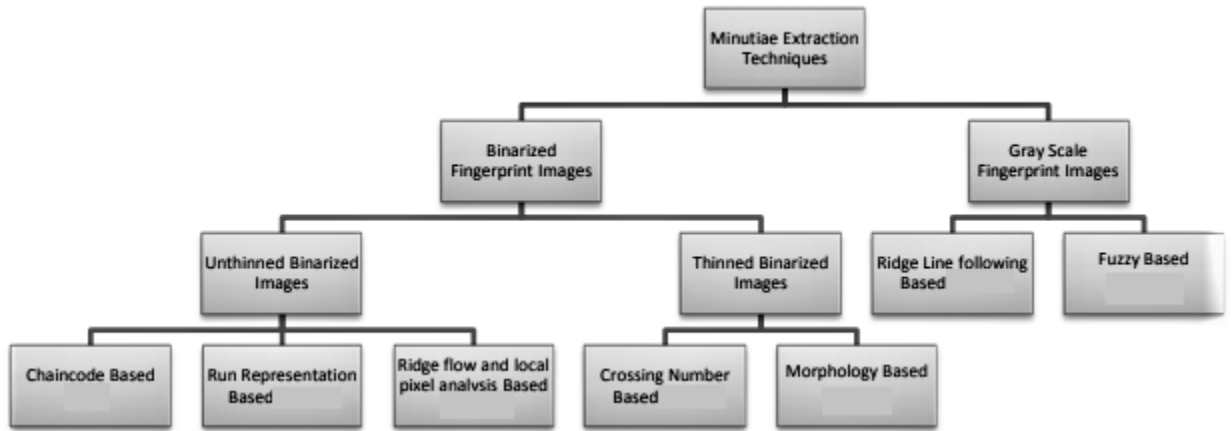 Minutiae Extraction
Techniques
Binarized
Fingerprint Images
Gray Scale
Fingerprint Images
Unthinned Binarized
Images
Thinned Binarized
Images
Ridge Line following
Based
Fuzzy Based
Chaincode Based
Run Representation
Based
Ridge flow and local
pixel analysis Based
Crossing Number
Based
Morphology Based